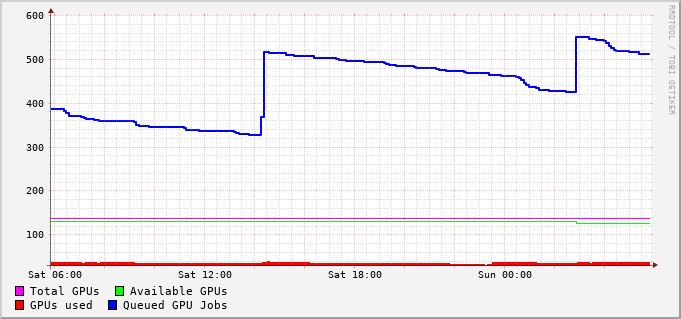 600
500
400
300
200
100
Sat 06:00 Sat 12:00 Sat 18:00 Sun 00:00
Total GPUs Available GPUs
GPUs used Queued GPU Jobs
RRDTOOL / TOBI OETIKER